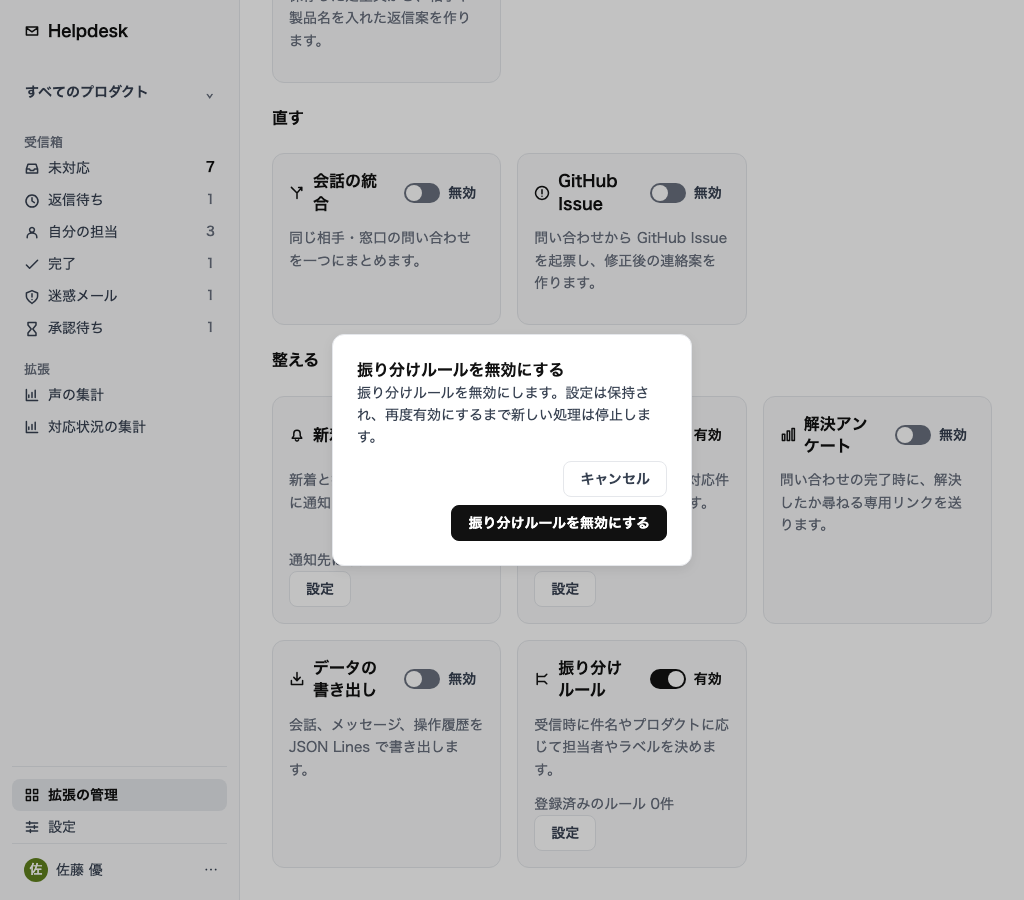 Helpdesk
すべてのプロダクト
受信箱
未対応 7
返信待ち 1
自分の担当 3
完了 1
迷惑メール 1
承認待ち 1
拡張
声の集計
対応状況の集計
拡張の管理
設定
佐 佐藤 優 …
製品名を入れた返信案を作り
ます。
直す
会話の統
合
無効
同じ相手・窓口の問い合わせ
を一つにまとめます。
GitHub
Issue
無効
問い合わせから GitHub Issue
を起票し、修正後の連絡案を
作ります。
整える
新
新着と
に通知
通知先
設定
有効
対応件
す。
設定
解決アン
ケート
無効
問い合わせの完了時に、解決
したか尋ねる専用リンクを送
ります。
データの
書き出し
無効
会話、メッセージ、操作履歴を
JSON Lines で書き出しま
す。
振り分け
ルール
有効
受信時に件名やプロダクトに応
じて担当者やラベルを決めま
す。
登録済みのルール 0件
設定
振り分けルールを無効にする
振り分けルールを無効にします。設定は保持さ
れ、再度有効にするまで新しい処理は停止しま
す。
キャンセル
振り分けルールを無効にする